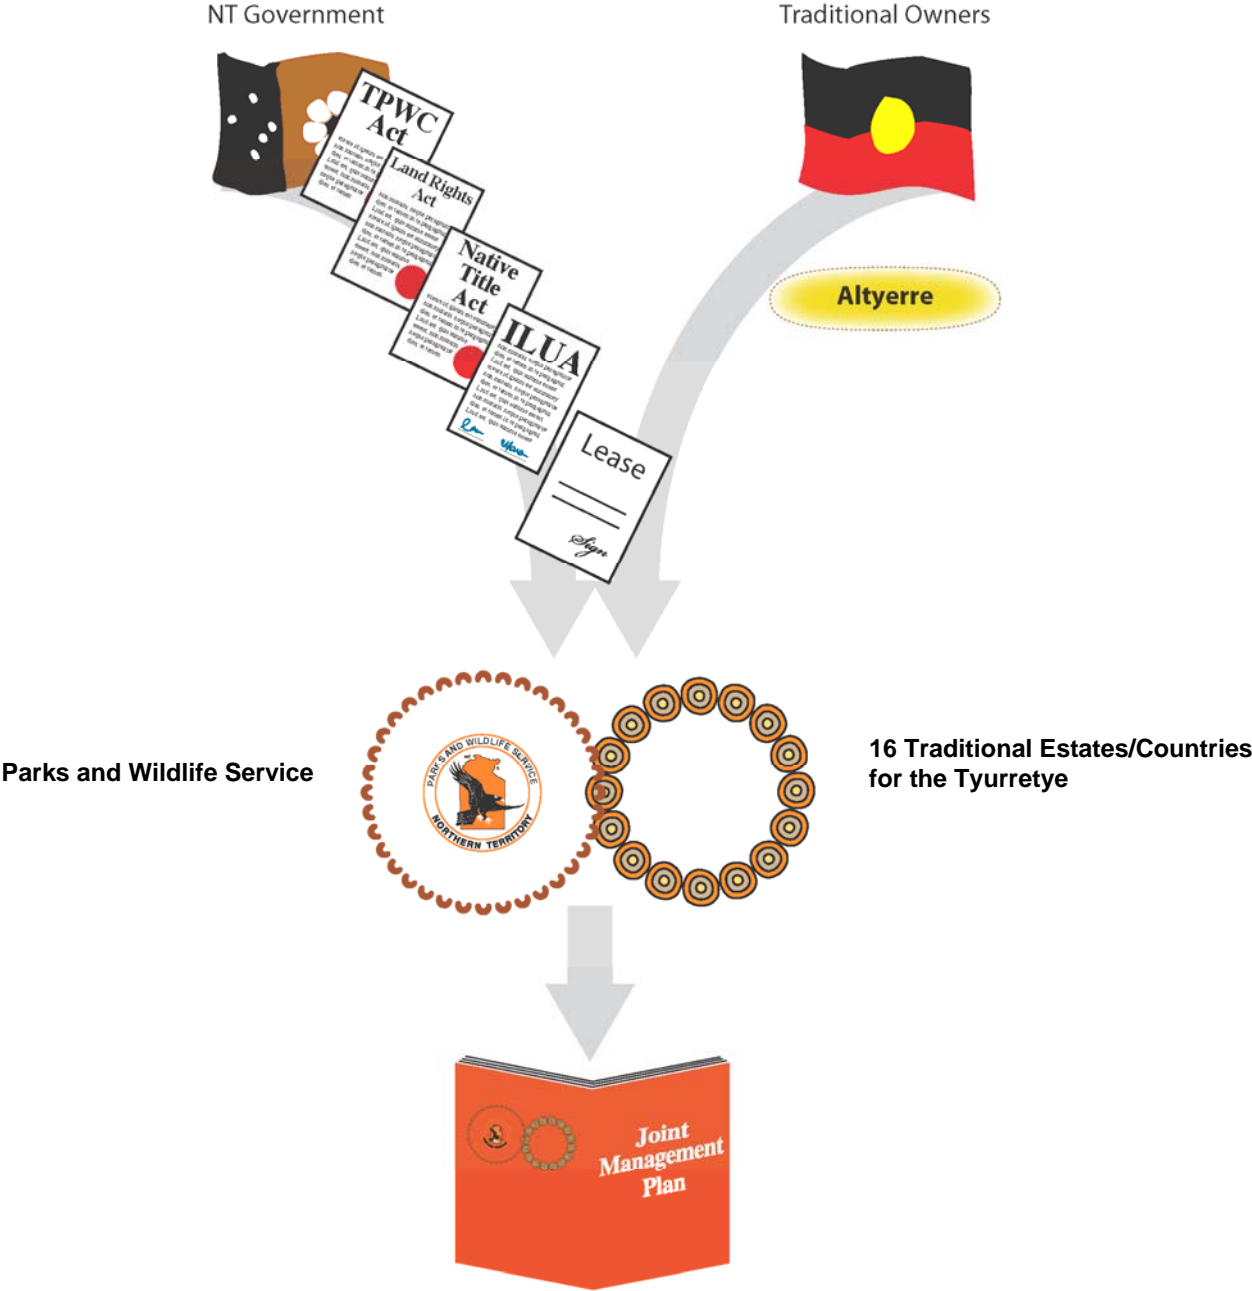 NT Government
Traditional Owners
TPWC
Act
Land Rights
Act
Native
Title
Act
ILUA
Lease
Sign
Altyerre
Parks and Wildlife Service
PARKS AND WILDLIFE SERVICE
NORTHERN TERRITORY
16 Traditional Estates/Countries
for the Tyurretye
Joint
Management
Plan